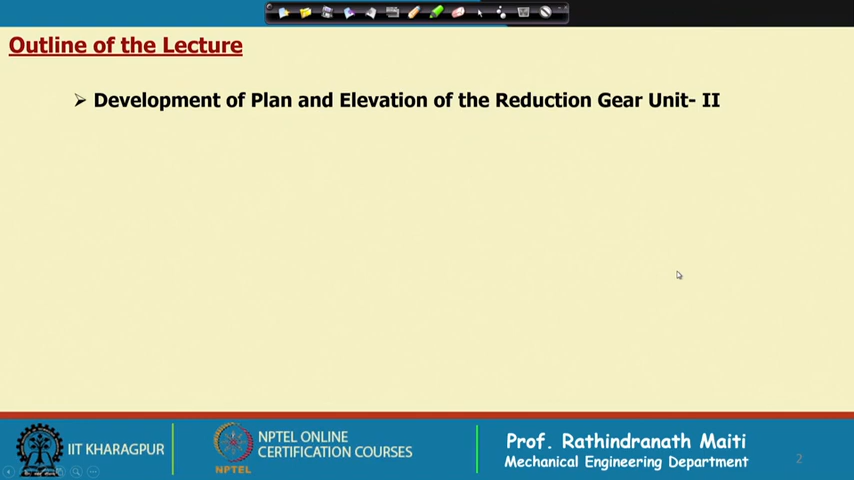 Outline of the Lecture
➢ Development of Plan and Elevation of the Reduction Gear Unit- II
IIT KHARAGPUR
NPTEL
NPTEL ONLINE
CERTIFICATION COURSES
Prof. Rathindranath Maiti
Mechanical Engineering Department
2